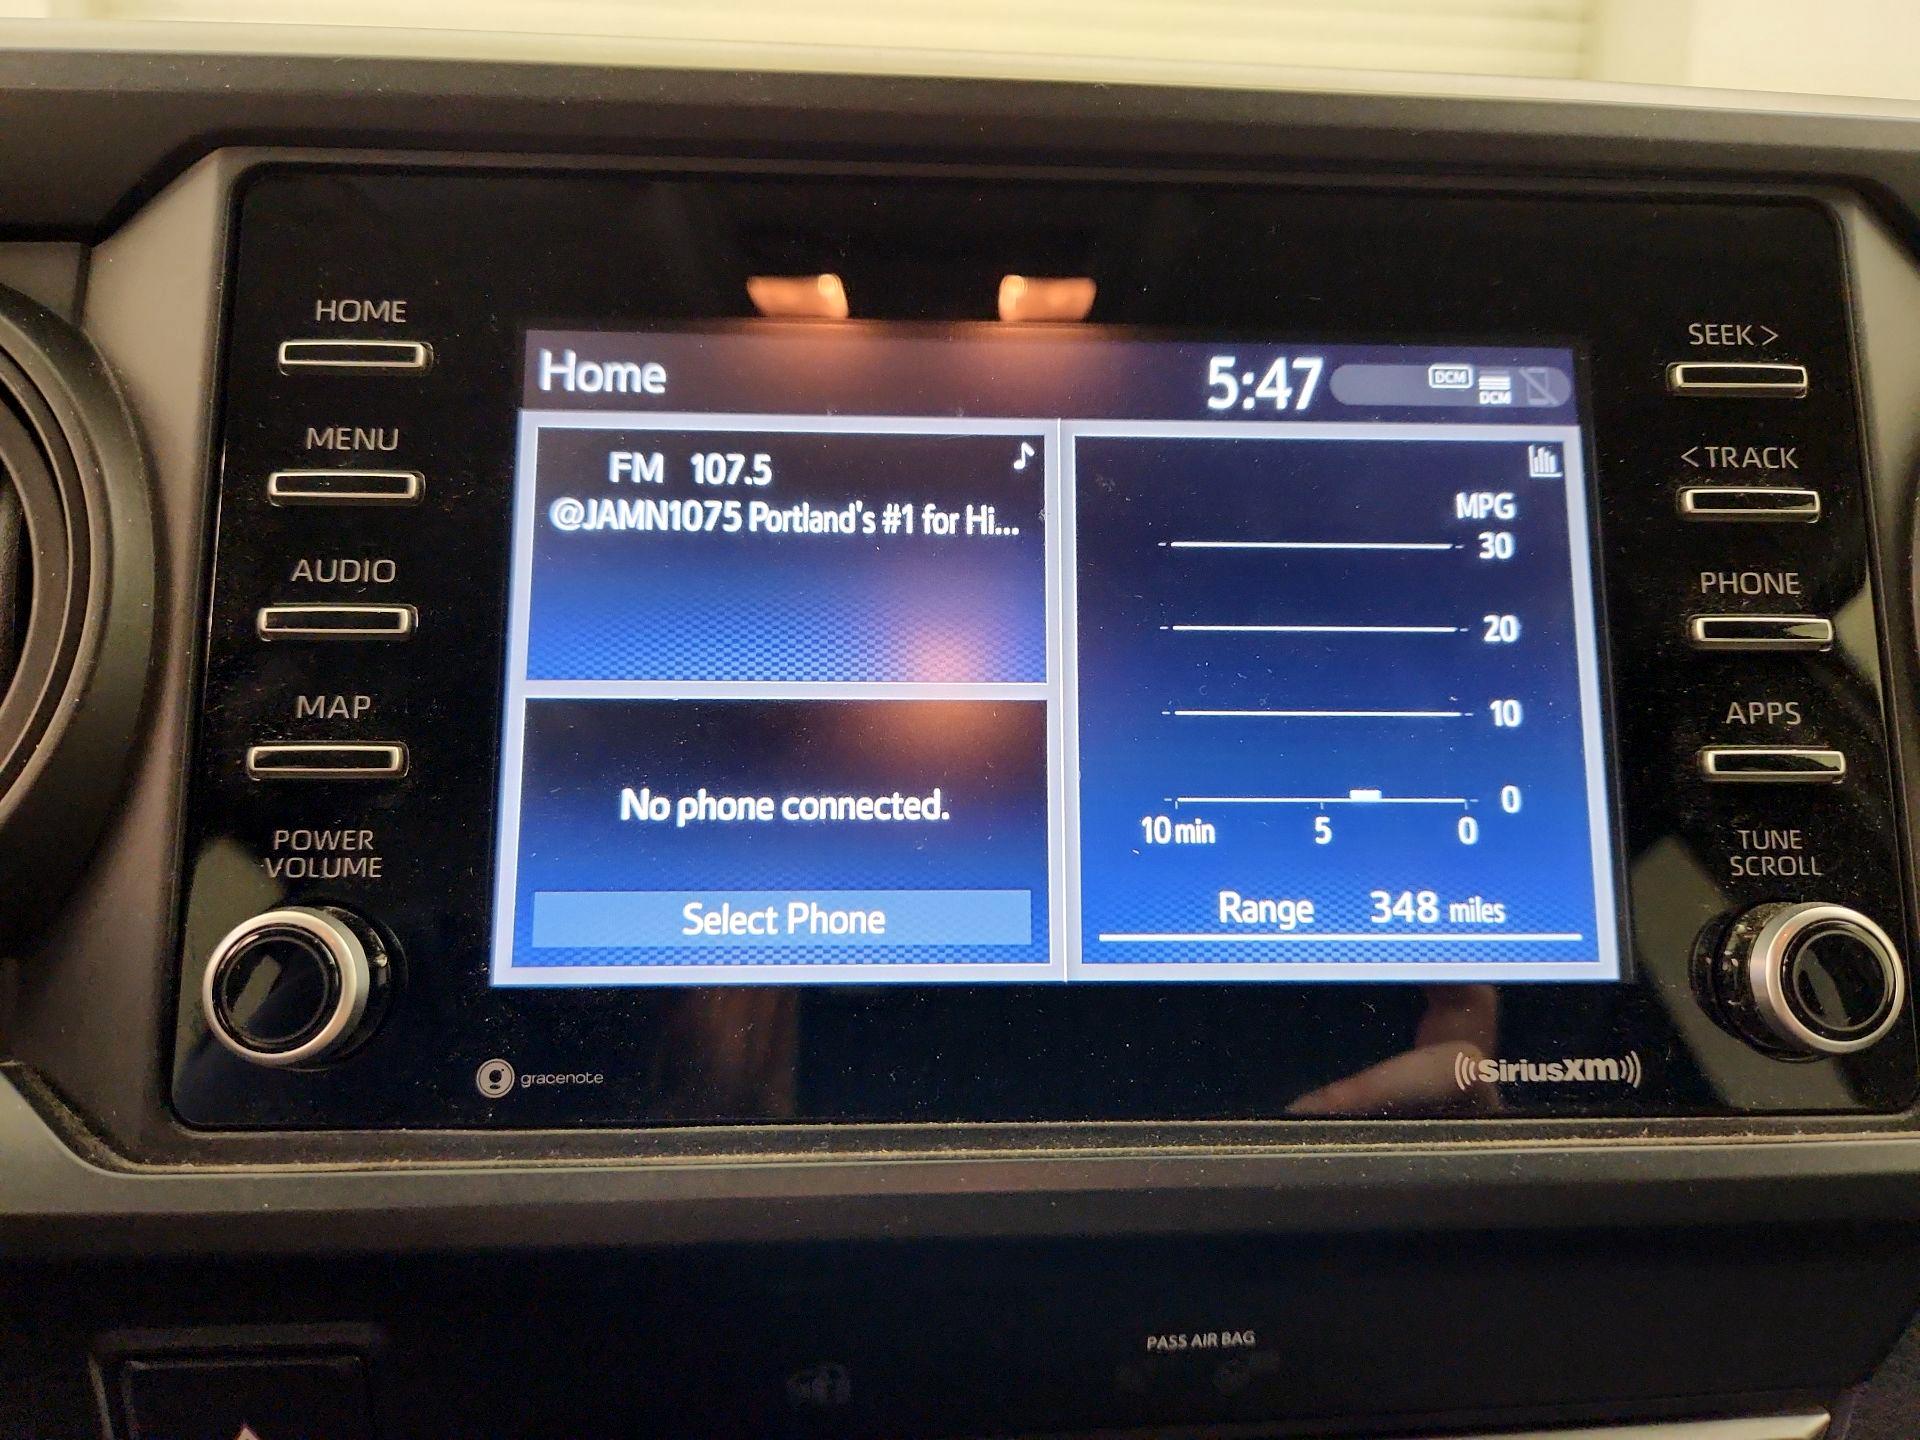 HOME
MENU
AUDIO
MAP
POWER
VOLUME
Home
5:47
DCM
DCM
FM 107.5
@JAMN1075 Portland's #1 for Hi...
No phone connected.
Select Phone
MPG
30
20
10
0
10 min 5 0
Range 348 miles
SEEK >
< TRACK
PHONE
APPS
TUNE
SCROLL
gracenote
((SiriusXM))
PASS AIR BAG